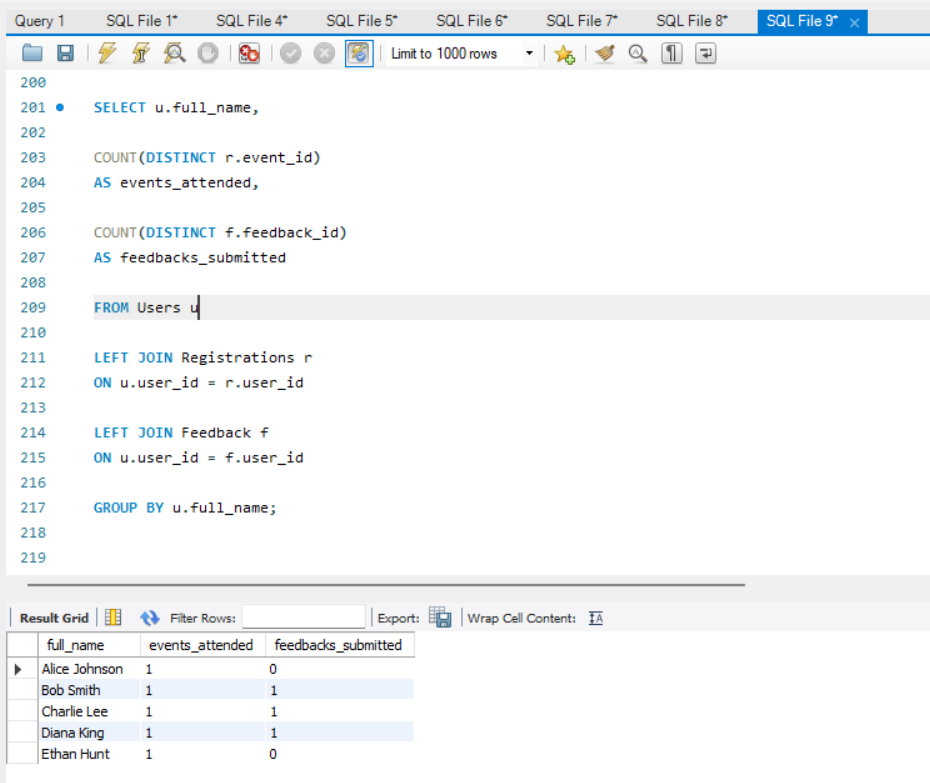 Query 1 SQL File 1* SQL File 4* SQL File 5* SQL File 6* SQL File 7* SQL File 8* SQL File 9*
Limit to 1000 rows
200
201 SELECT u.full_name,
202
203 COUNT(DISTINCT r.event_id)
204 AS events_attended,
205
206 COUNT(DISTINCT f.feedback_id)
207 AS feedbacks_submitted
208
209 FROM Users u
210
211 LEFT JOIN Registrations r
212 ON u.user_id = r.user_id
213
214 LEFT JOIN Feedback f
215 ON u.user_id = f.user_id
216
217 GROUP BY u.full_name;
218
219
Result Grid Filter Rows: Export: Wrap Cell Content: IA
full_name events_attended feedbacks_submitted
Alice Johnson 1 0
Bob Smith 1 1
Charlie Lee 1 1
Diana King 1 1
Ethan Hunt 1 0